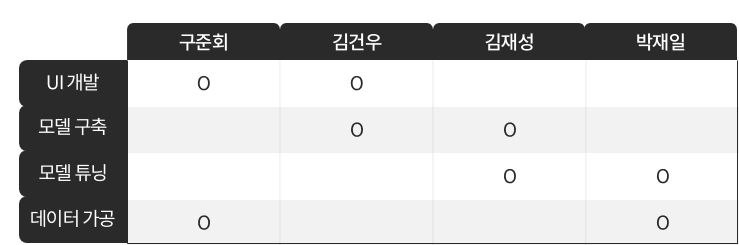 구준회 김건우 김재성 박재일
UI 개발 O O
모델 구축 O O
모델 튜닝 O O
데이터 가공 O O